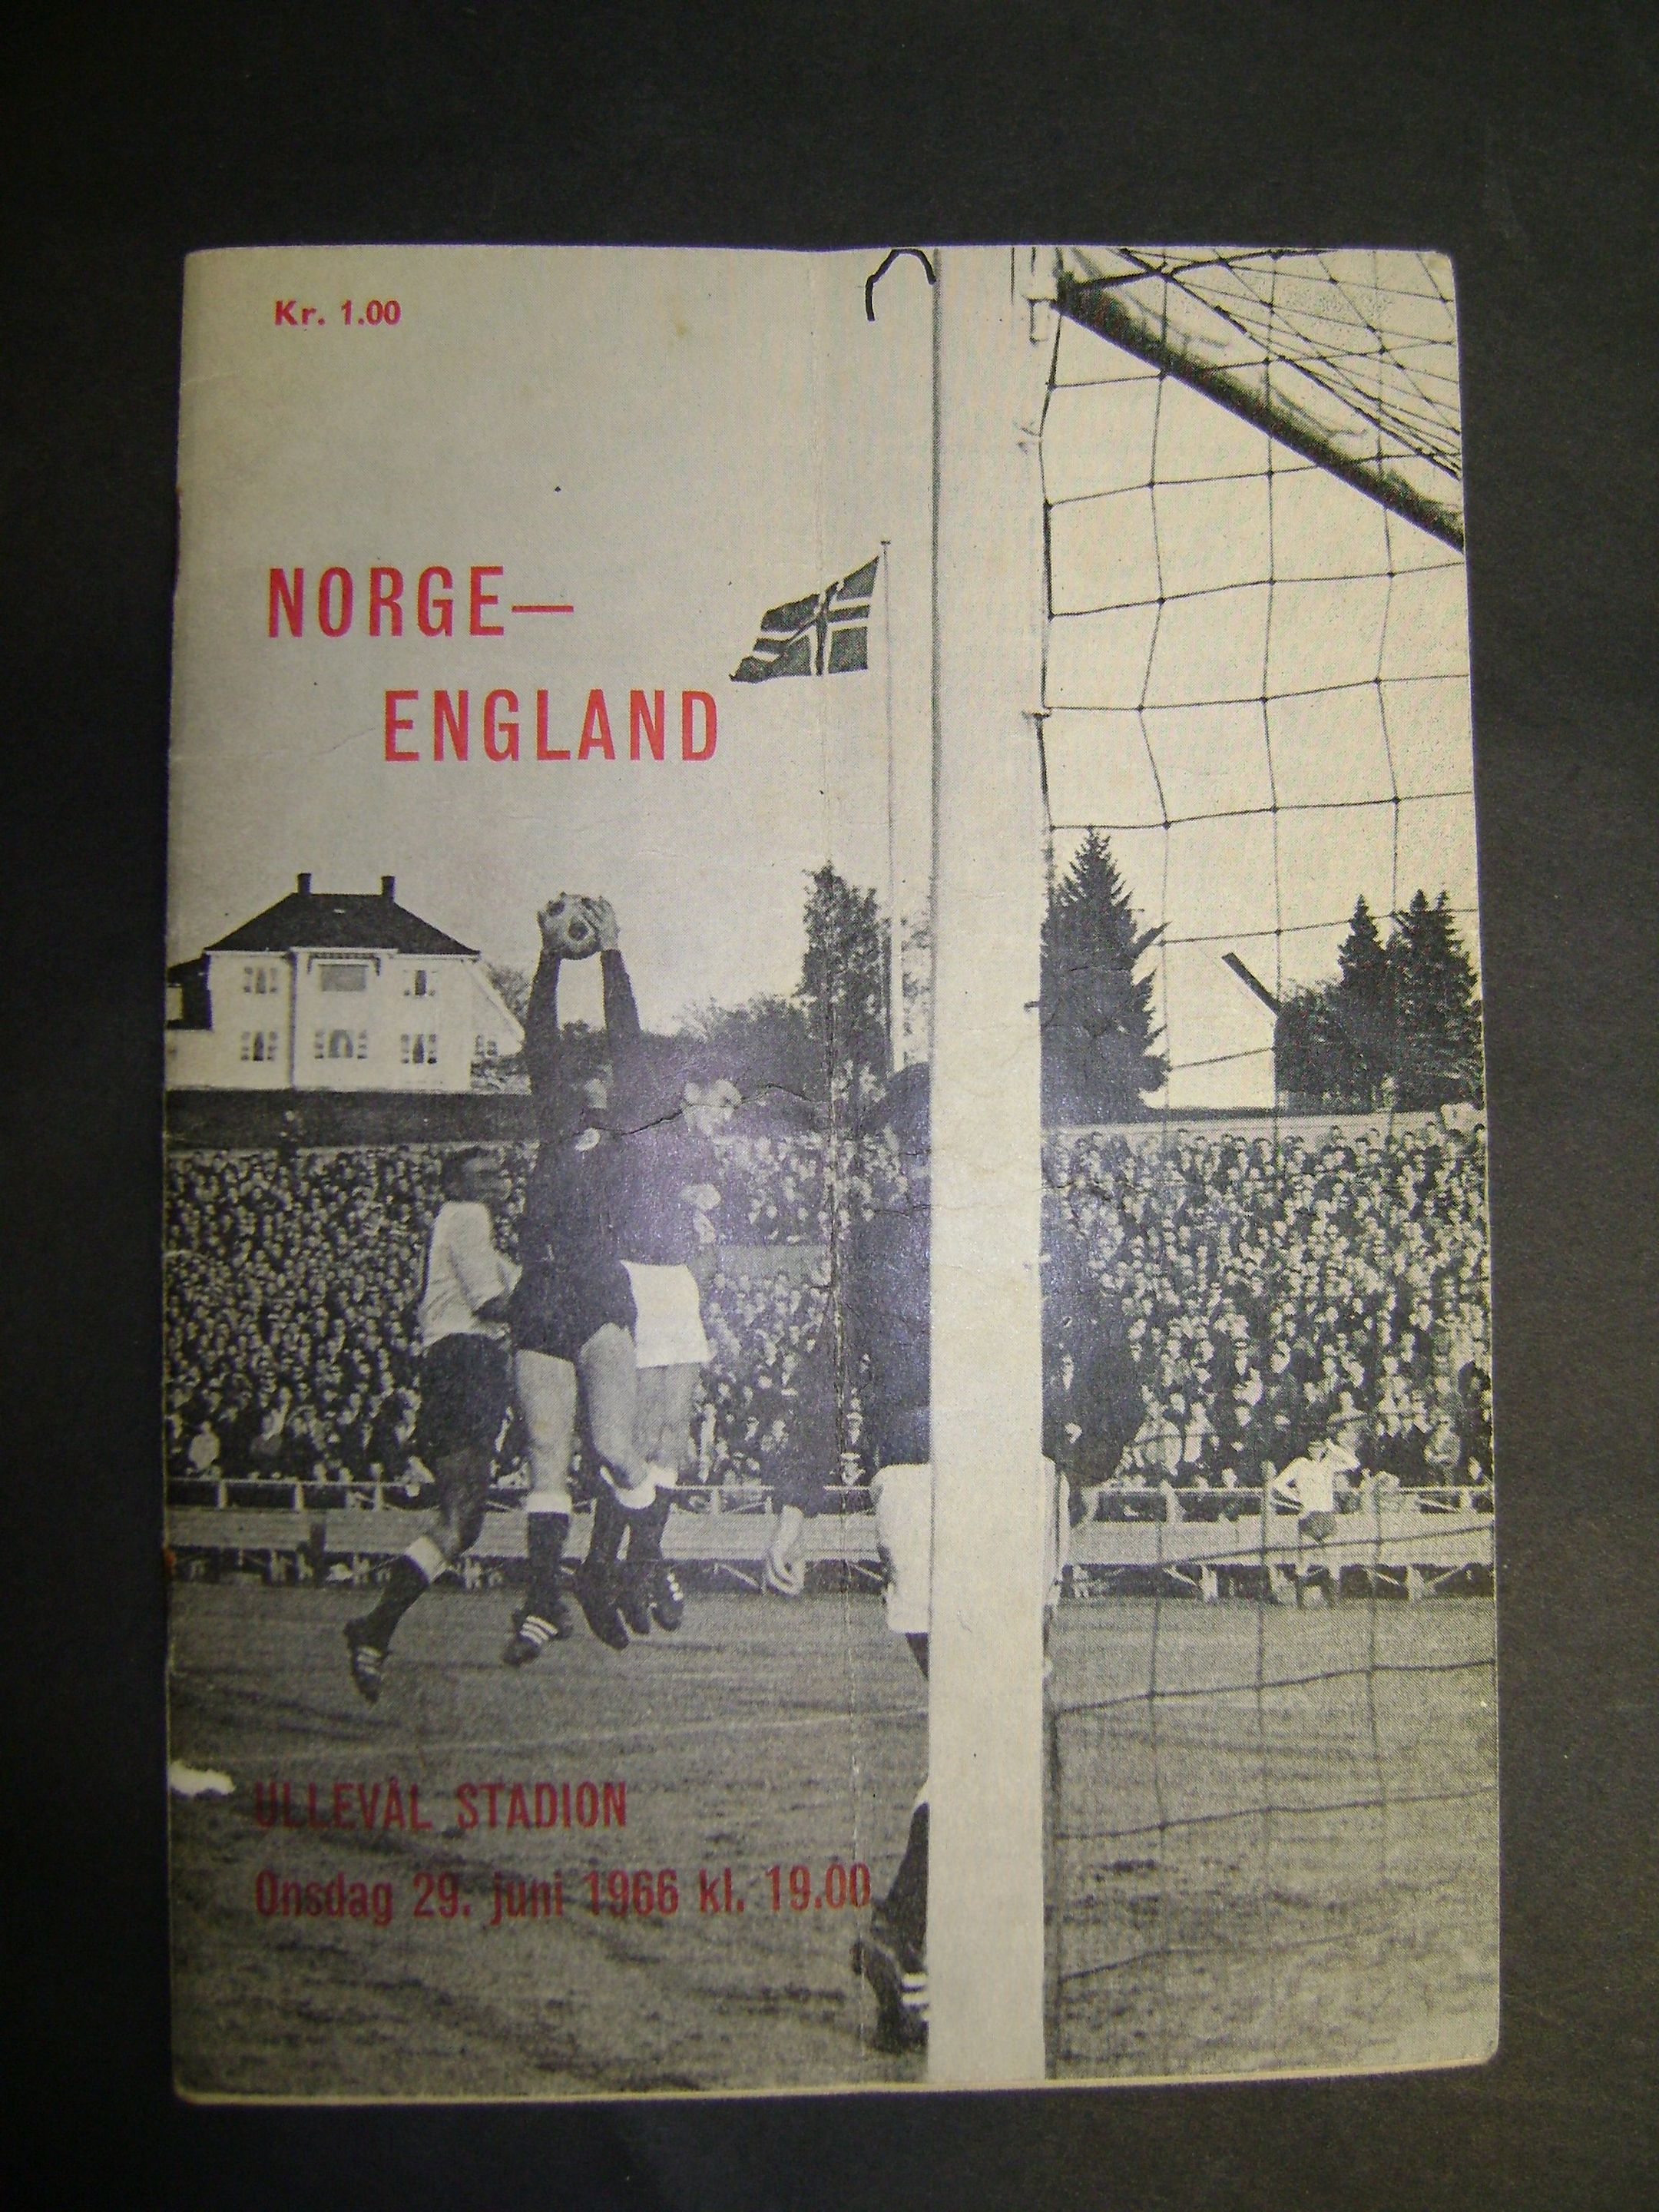 Kr. 1.00
NORGE—
ENGLAND
ULLEVÅL STADION
Onsdag 29. juni 1966 kl. 19.00